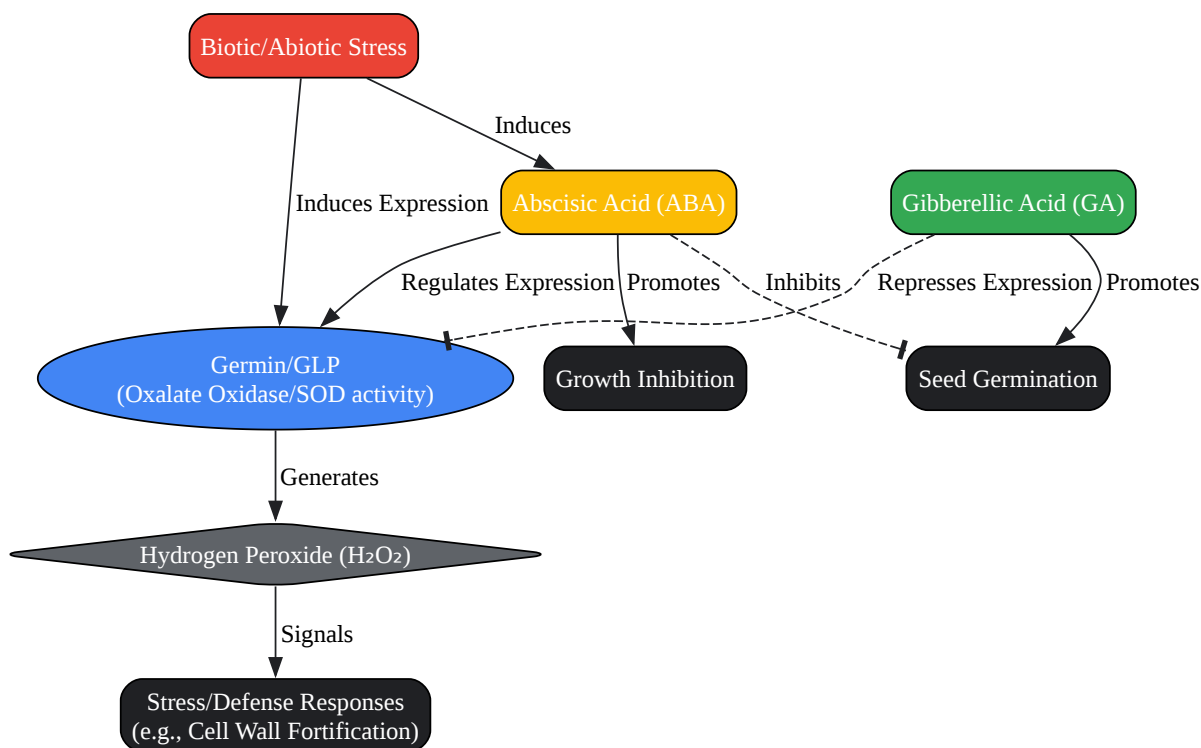 Biotic/Abiotic Stress
Induces
Abscisic Acid (ABA)
Gibberellic Acid (GA)
Induces Expression
Regulates Expression
Promotes
Inhibits
Represses Expression
Promotes
Germin/GLP
(Oxalate Oxidase/SOD activity)
Growth Inhibition
Seed Germination
Generates
Hydrogen Peroxide (H₂O₂)
Signals
Stress/Defense Responses
(e.g., Cell Wall Fortification)